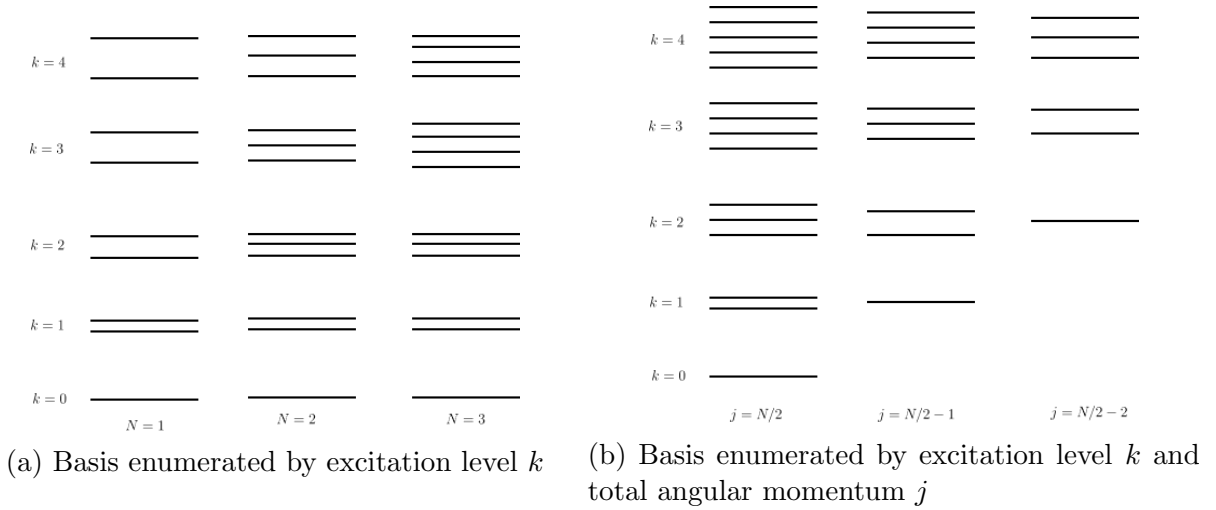 k = 4
k = 3
k = 2
k = 1
k = 0
N = 1
N = 2
N = 3
(a) Basis enumerated by excitation level k
k = 4
k = 3
k = 2
k = 1
k = 0
j = N/2
j = N/2 − 1
j = N/2 − 2
(b) Basis enumerated by excitation level k and
total angular momentum j